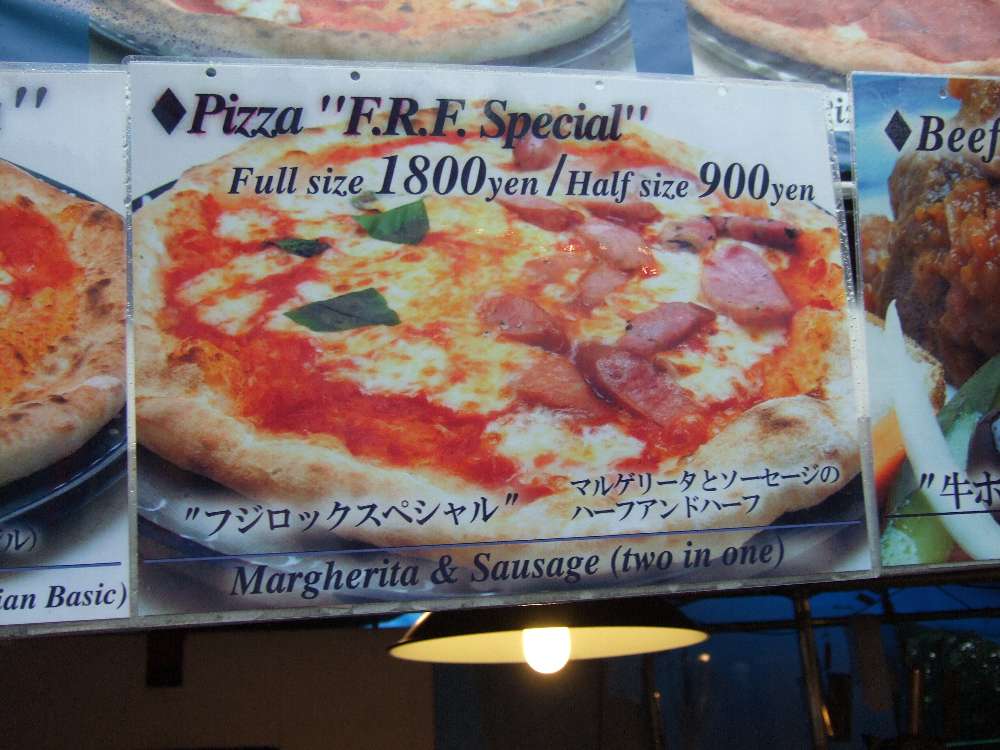 ♦Pizza "F.R.F. Special"
Full size 1800yen / Half size 900yen
"フジロックスペシャル"
マルゲリータとソーセージの
ハーフアンドハーフ
Margherita & Sausage (two in one)
ル)
ian Basic)
♦Beef
"牛ホ